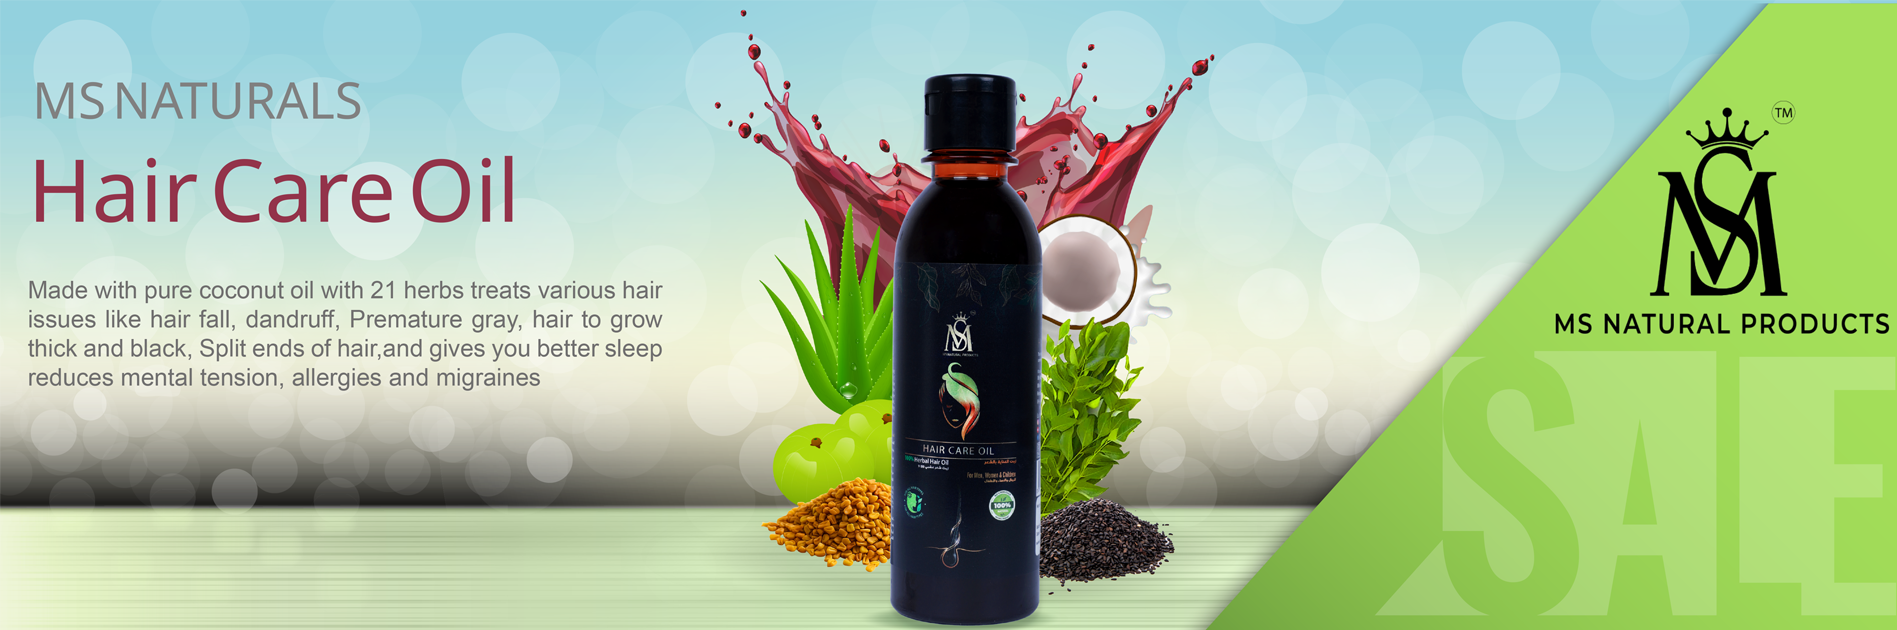 MS NATURALS
Hair Care Oil
Made with pure coconut oil with 21 herbs treats various hair
issues like hair fall, dandruff, Premature gray, hair to grow
thick and black, Split ends of hair,and gives you better sleep
reduces mental tension, allergies and migraines
MS
HAIR CARE OIL
100% Herbal Hair Oil
For Men, Women & Children
100%
TM
MS
MS NATURAL PRODUCTS
SALE